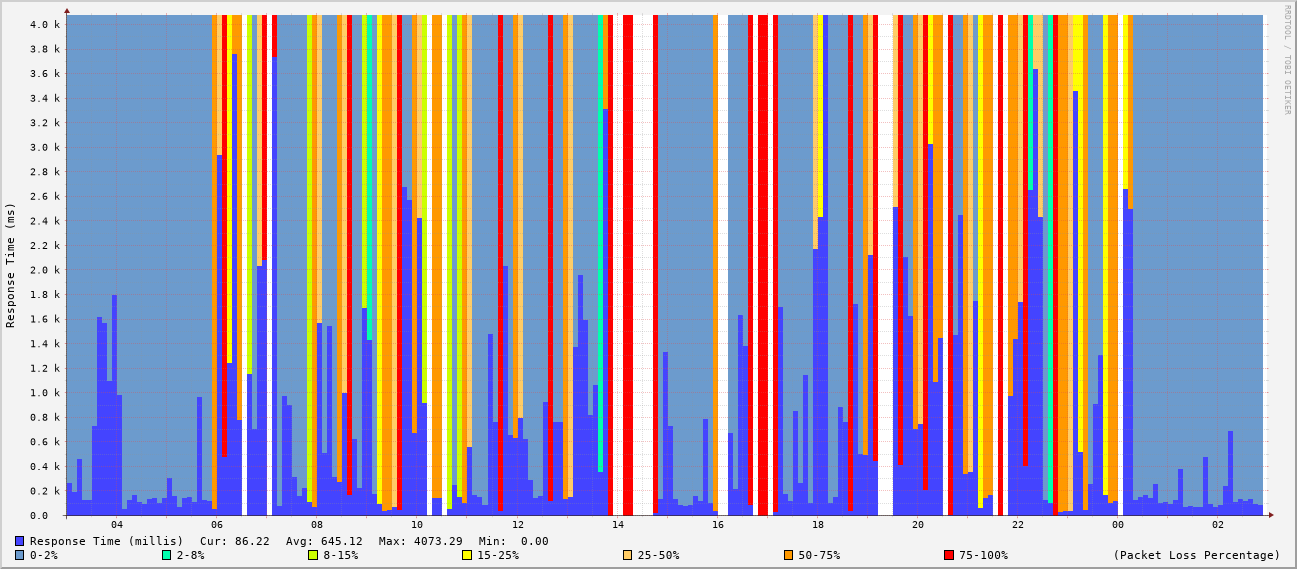 RRDTOOL / TOBI OETIKER
Response Time (ms)
4.0 k
3.8 k
3.6 k
3.4 k
3.2 k
3.0 k
2.8 k
2.6 k
2.4 k
2.2 k
2.0 k
1.8 k
1.6 k
1.4 k
1.2 k
1.0 k
0.8 k
0.6 k
0.4 k
0.2 k
0.0
04 06 08 10 12 14 16 18 20 22 00 02
Response Time (millis) Cur: 86.22 Avg: 645.12 Max: 4073.29 Min: 0.00
0-2% 2-8% 8-15% 15-25% 25-50% 50-75% 75-100% (Packet Loss Percentage)